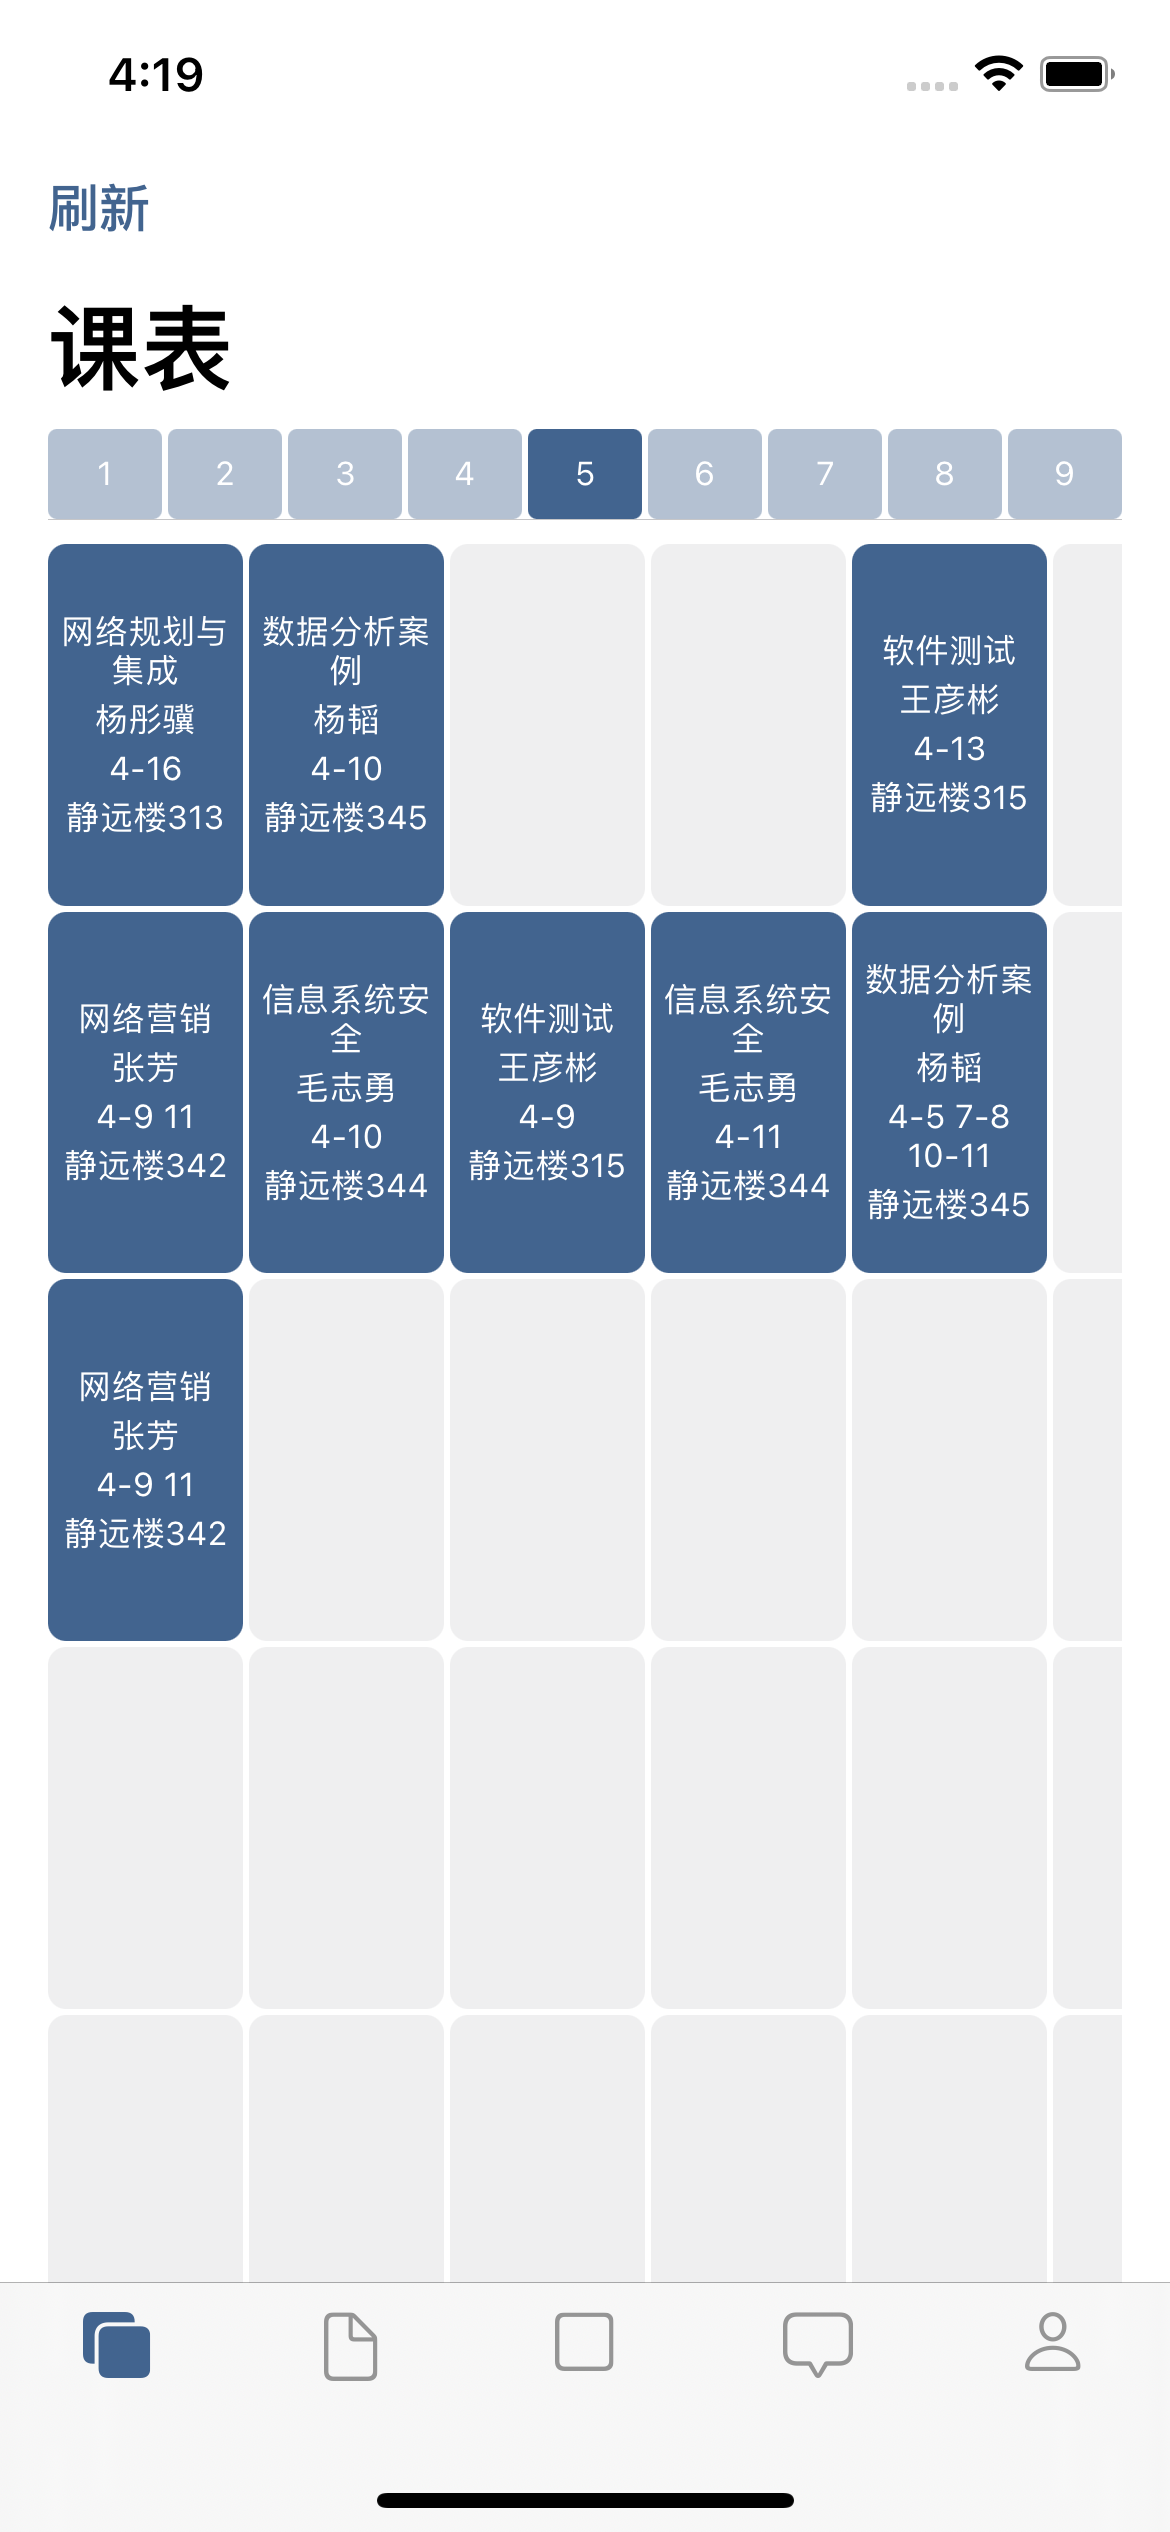 4:19
刷新
课表
1 2 3 4 5 6 7 8 9
网络规划与
集成
杨彤骥
4-16
静远楼313
数据分析案
例
杨韬
4-10
静远楼345
软件测试
王彦彬
4-13
静远楼315
网络营销
张芳
4-9 11
静远楼342
信息系统安
全
毛志勇
4-10
静远楼344
软件测试
王彦彬
4-9
静远楼315
信息系统安
全
毛志勇
4-11
静远楼344
数据分析案
例
杨韬
4-5 7-8
10-11
静远楼345
网络营销
张芳
4-9 11
静远楼342